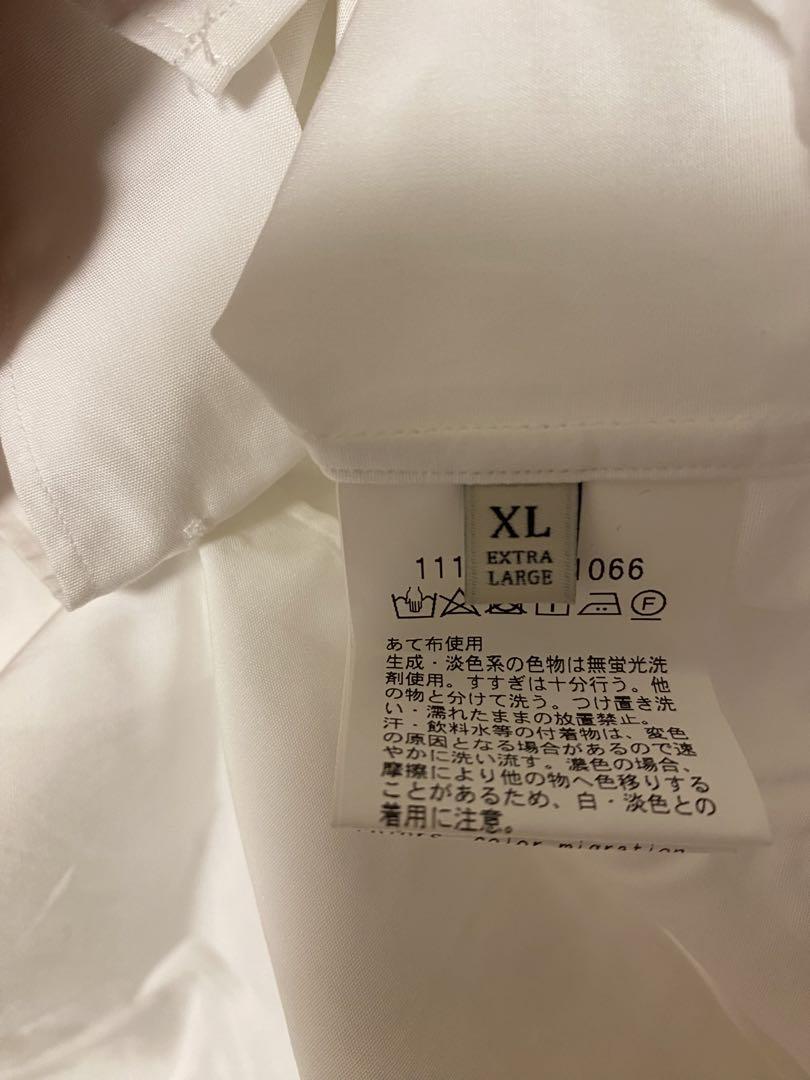 XL
EXTRA
LARGE
111 1066
F
あて布使用
生成・淡色系の色物は無蛍光洗
剤使用。すすぎは十分行う。他
の物と分けて洗う。つけ置き洗
い・濡れたままの放置禁止。
汗・飲料水等の付着物は、変色
の原因となる場合があるので速
やかに洗い流す。濃色の場合、
摩擦により他の物へ色移りする
ことがあるため、白・淡色との
着用に注意。
color migration